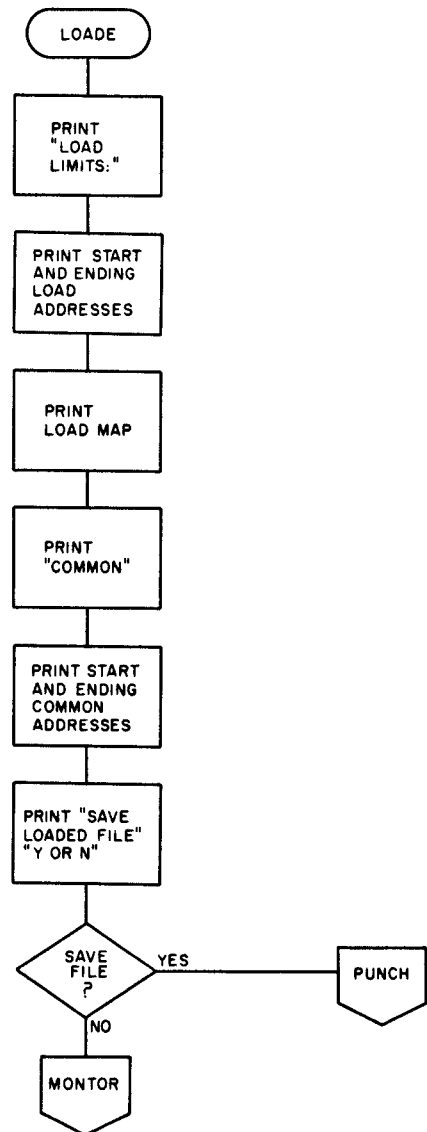 LOADE
PRINT
"LOAD
LIMITS:"
PRINT START
AND ENDING
LOAD
ADDRESSES
PRINT
LOAD MAP
PRINT
"COMMON"
PRINT START
AND ENDING
COMMON
ADDRESSES
PRINT "SAVE
LOADED FILE"
"Y OR N"
SAVE
FILE
?
YES
PUNCH
NO
MONTOR